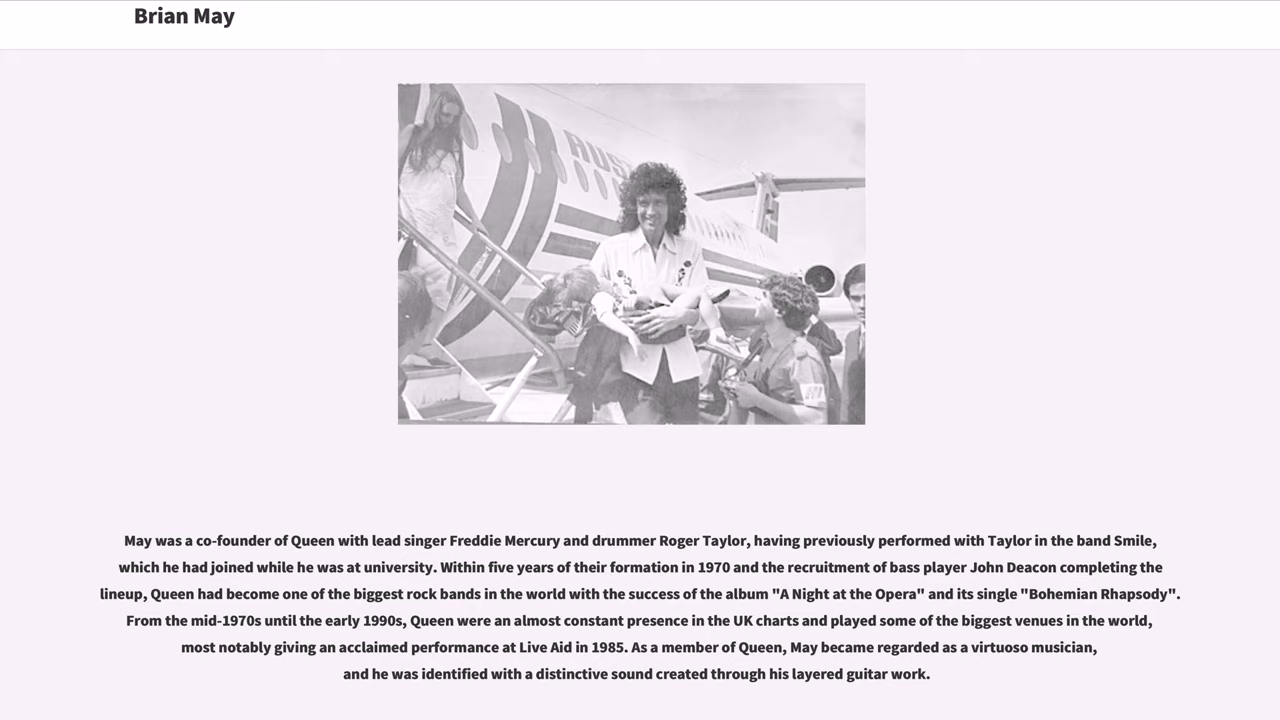 Brian May
AUS
May was a co-founder of Queen with lead singer Freddie Mercury and drummer Roger Taylor, having previously performed with Taylor in the band Smile,
which he had joined while he was at university. Within five years of their formation in 1970 and the recruitment of bass player John Deacon completing the
lineup, Queen had become one of the biggest rock bands in the world with the success of the album "A Night at the Opera" and its single "Bohemian Rhapsody".
From the mid-1970s until the early 1990s, Queen were an almost constant presence in the UK charts and played some of the biggest venues in the world,
most notably giving an acclaimed performance at Live Aid in 1985. As a member of Queen, May became regarded as a virtuoso musician,
and he was identified with a distinctive sound created through his layered guitar work.